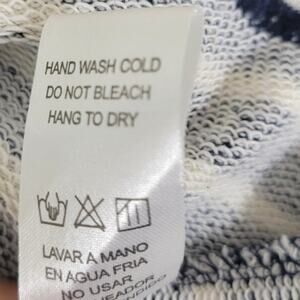 HAND WASH COLD
DO NOT BLEACH
HANG TO DRY
LAVAR A MANO
EN AGUA FRIA
NO USAR